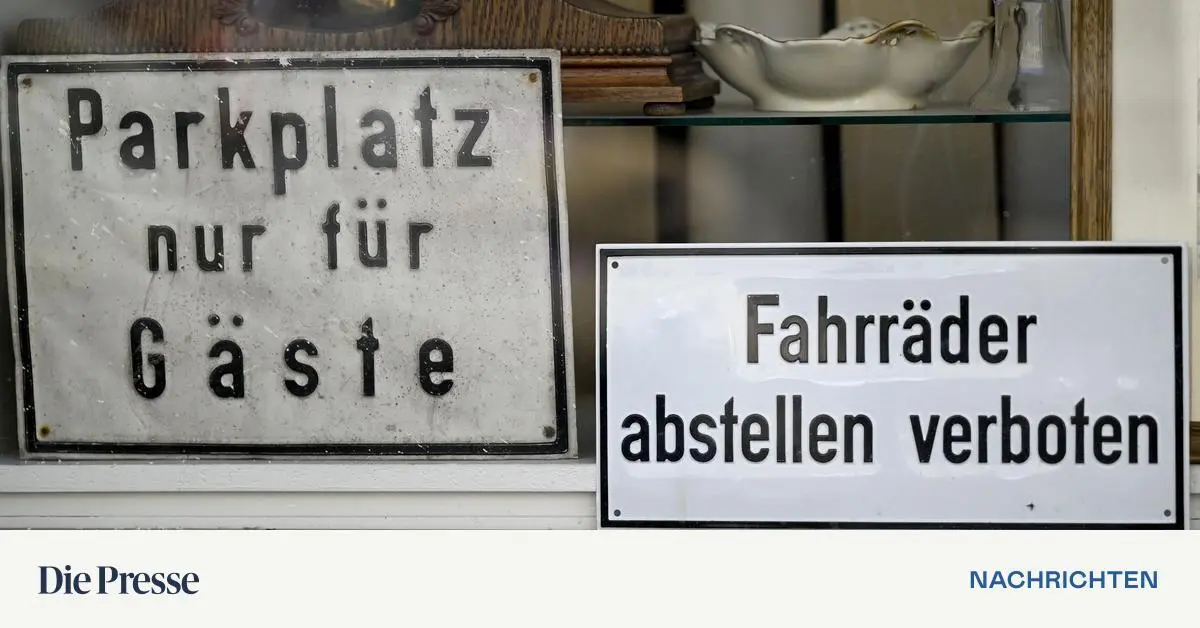 Parkplatz
nur für
Gäste
Fahrräder
abstellen verboten
Die Presse
NACHRICHTEN